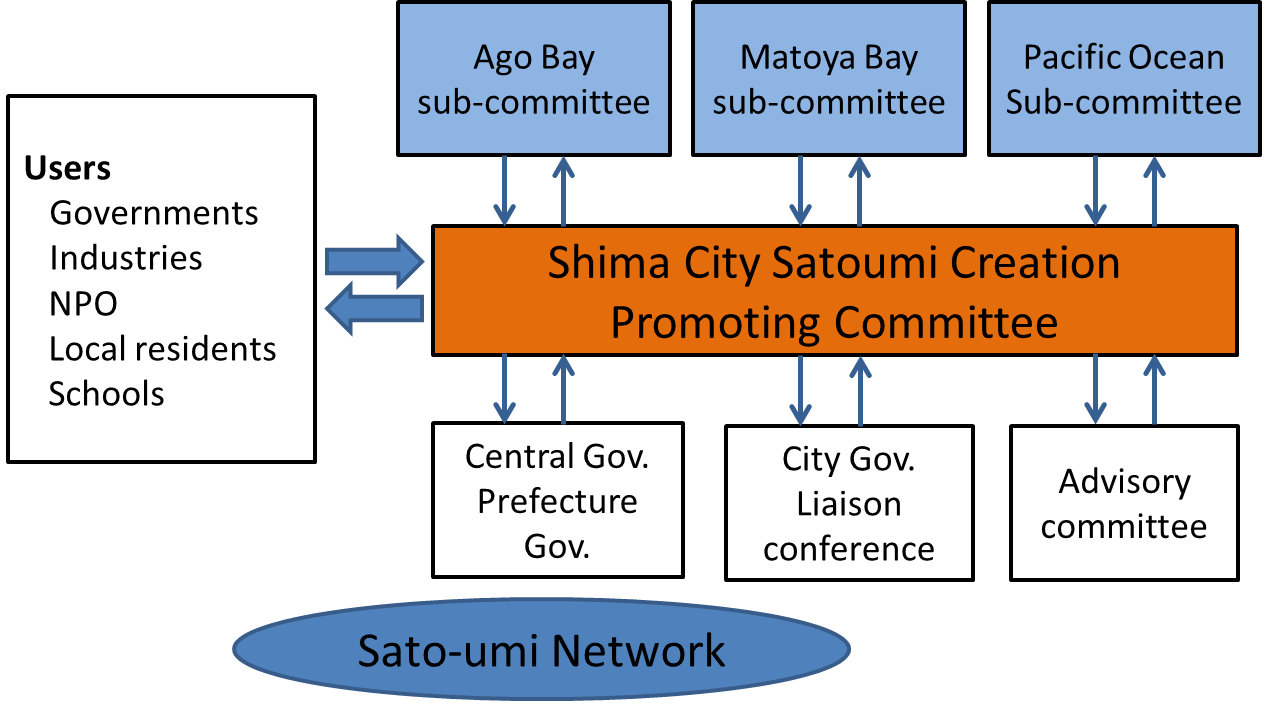 Ago Bay
sub-committee
Matoya Bay
sub-committee
Pacific Ocean
Sub-committee
Users
Governments
Industries
NPO
Local residents
Schools
Shima City Satoumi Creation
Promoting Committee
Central Gov.
Prefecture
Gov.
City Gov.
Liaison
conference
Advisory
committee
Sato-umi Network